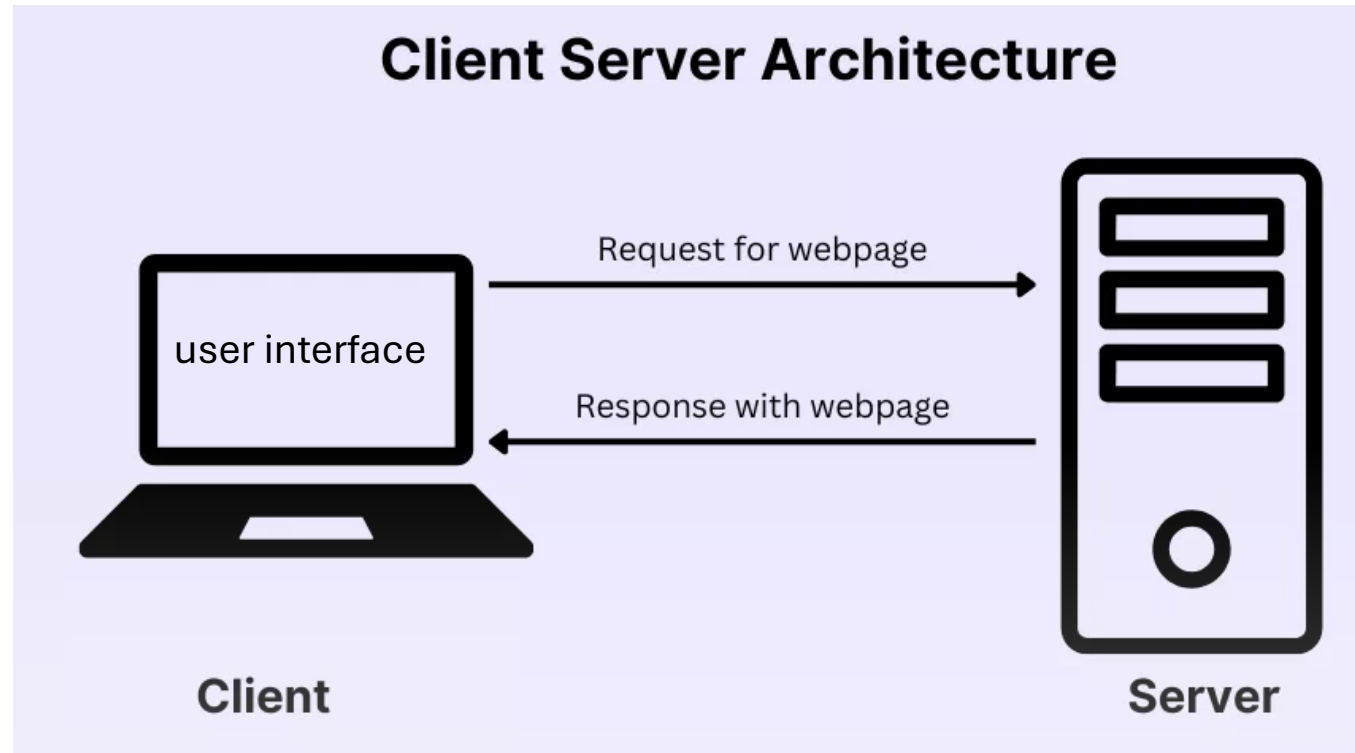 Client Server Architecture
Request for webpage
user interface
Response with webpage
Client
Server